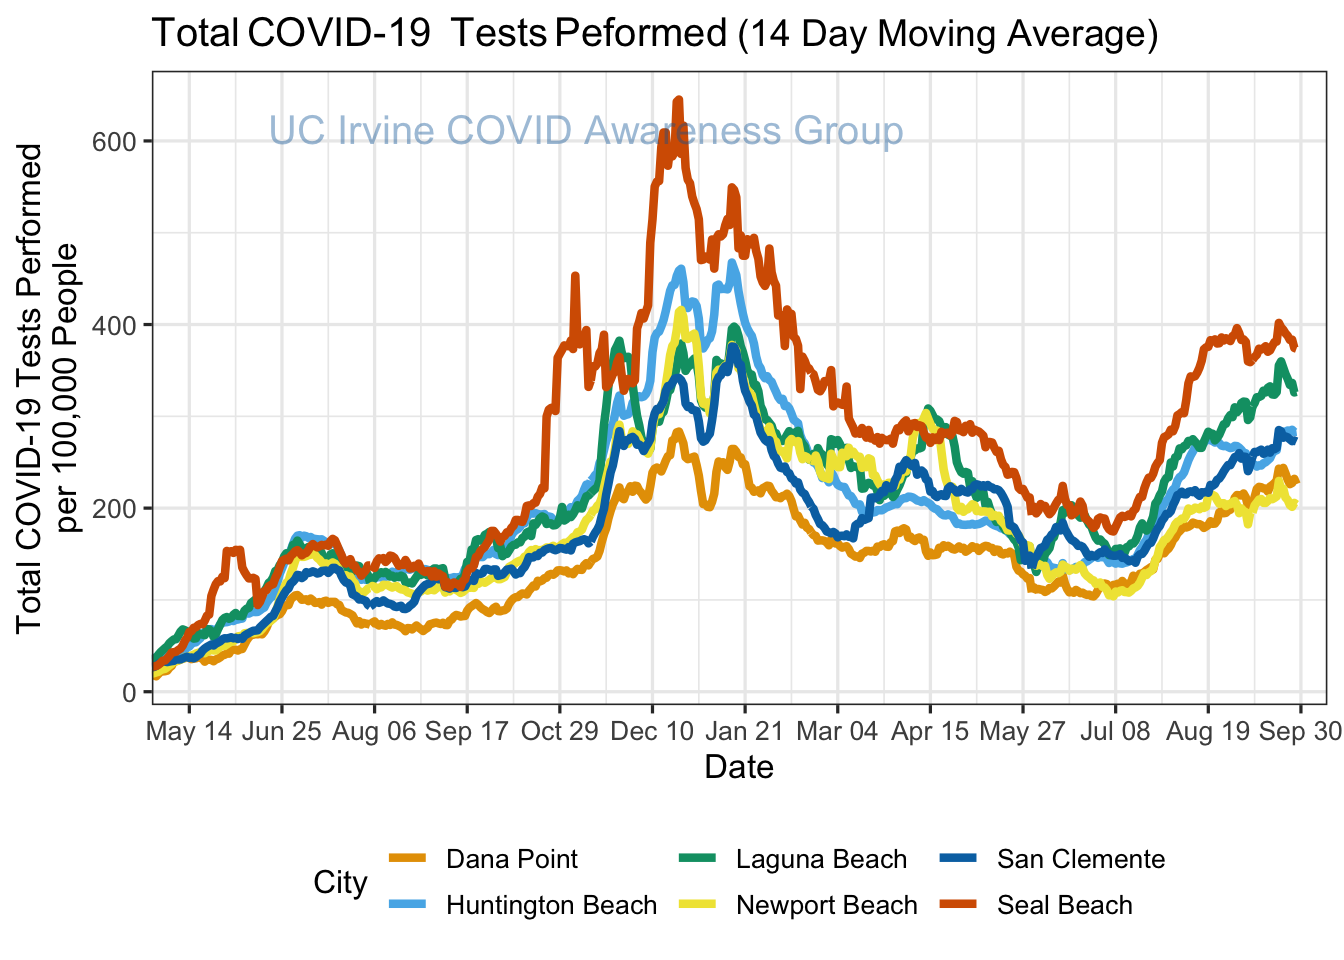 Total COVID-19 Tests Peformed (14 Day Moving Average)
UC Irvine COVID Awareness Group
Total COVID-19 Tests Performed
per 100,000 People
600
400
200
0
May 14 Jun 25 Aug 06 Sep 17 Oct 29 Dec 10 Jan 21 Mar 04 Apr 15 May 27 Jul 08 Aug 19 Sep 30
Date
City
Dana Point Laguna Beach San Clemente
Huntington Beach Newport Beach Seal Beach